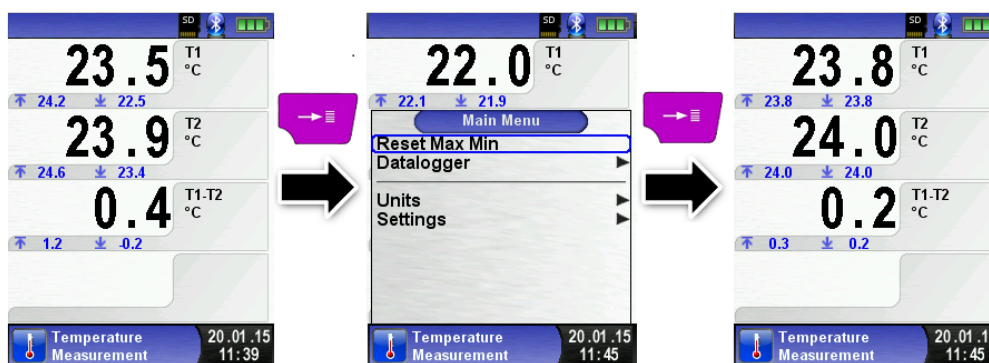 SD
23.5 T1 °C
24.2 22.5
23.9 T2 °C
24.6 23.4
0.4 T1-T2 °C
1.2 -0.2
Temperature Measurement
20.01.15
11:39
SD
22.0 T1 °C
22.1 21.9
Main Menu
Reset Max Min
Datalogger
Units
Settings
Temperature Measurement
20.01.15
11:45
SD
23.8 T1 °C
23.8 23.8
24.0 T2 °C
24.0 24.0
0.2 T1-T2 °C
0.3 0.2
Temperature Measurement
20.01.1
11:45